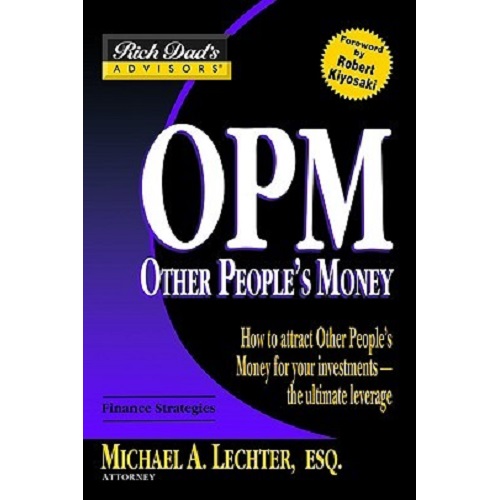 Rich Dad's
ADVISORS®
Foreword
by
Robert
Kiyosaki
OPM
OTHER PEOPLE'S MONEY
How to attract Other People's
Money for your investments—
the ultimate leverage
Finance Strategies
MICHAEL A. LECHTER, ESQ.
ATTORNEY